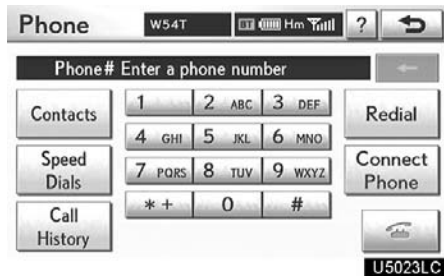 Phone W54T Hm ?
Phone# Enter a phone number
Contacts
Speed
Dials
Call
History
1 2 ABC 3 DEF
4 GHI 5 JKL 6 MNO
7 PQRS 8 TUV 9 WXYZ
*+ 0 #
Redial
Connect
Phone
U5023LC